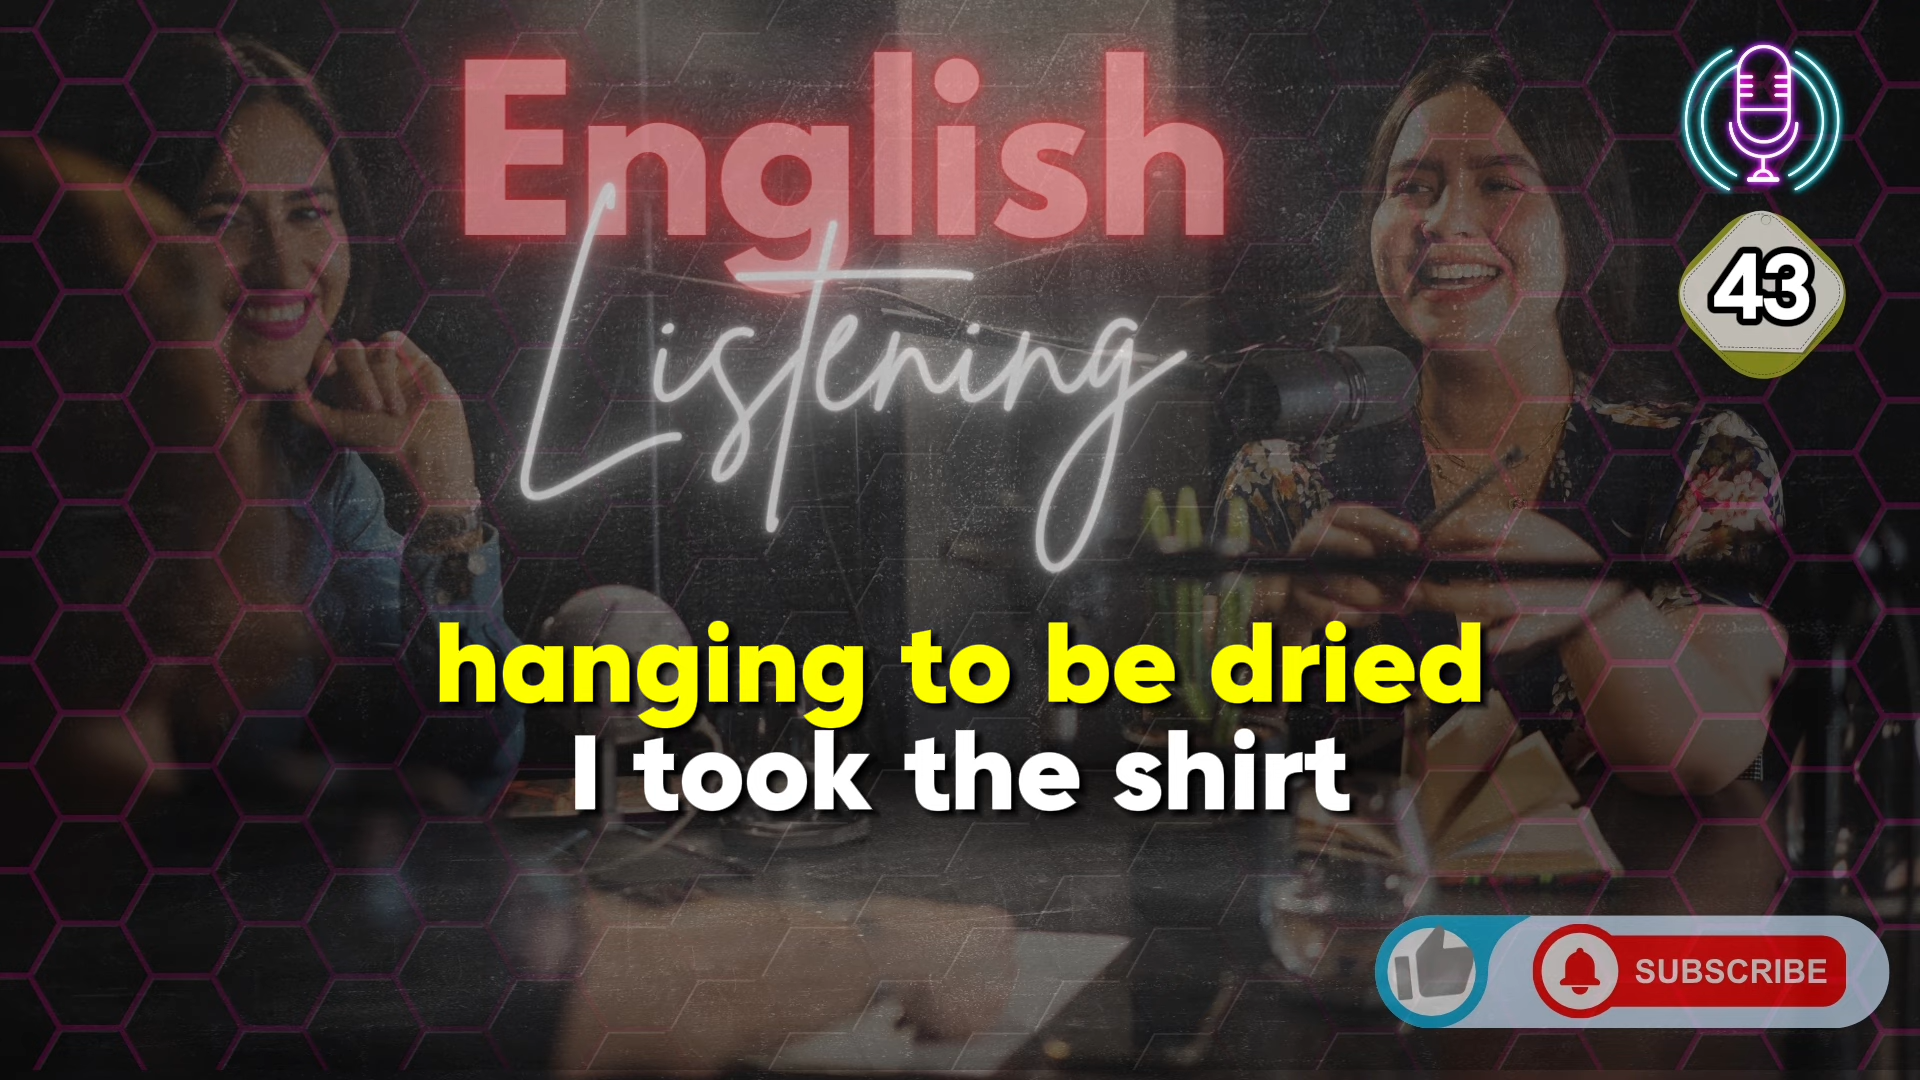 English
Listening
43
hanging to be dried
I took the shirt
SUBSCRIBE